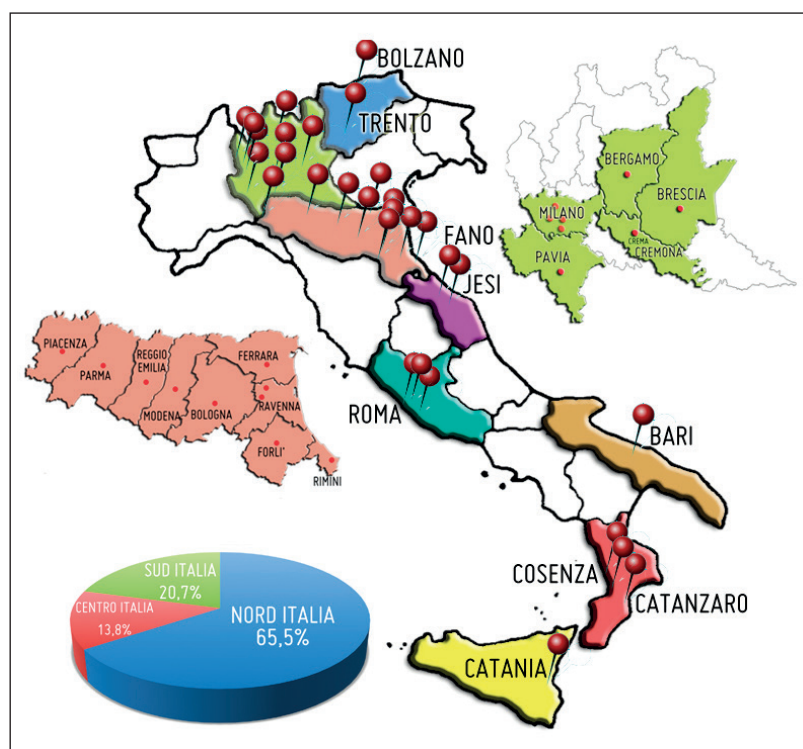 BOLZANO
TRENTO
BERGAMO
BRESCIA
MILANO
CREMA
CREMONA
PAVIA
FANO
JESI
PIACENZA
PARMA
REGGIO
EMILIA
MODENA
BOLOGNA
FERRARA
RAVENNA
FORLI'
RIMINI
ROMA
BARI
COSENZA
CATANZARO
CATANIA
SUD ITALIA
20,7%
CENTRO ITALIA
13,8%
NORD ITALIA
65,5%